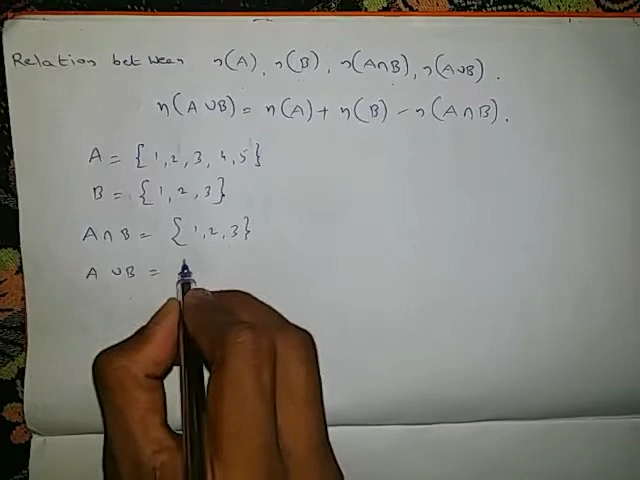 Relation between n(A), n(B), n(A∩B), n(A∪B).
n(A∪B) = n(A) + n(B) - n(A∩B).
A = {1, 2, 3, 4, 5}
B = {1, 2, 3}
A∩B = {1, 2, 3}
A∪B =